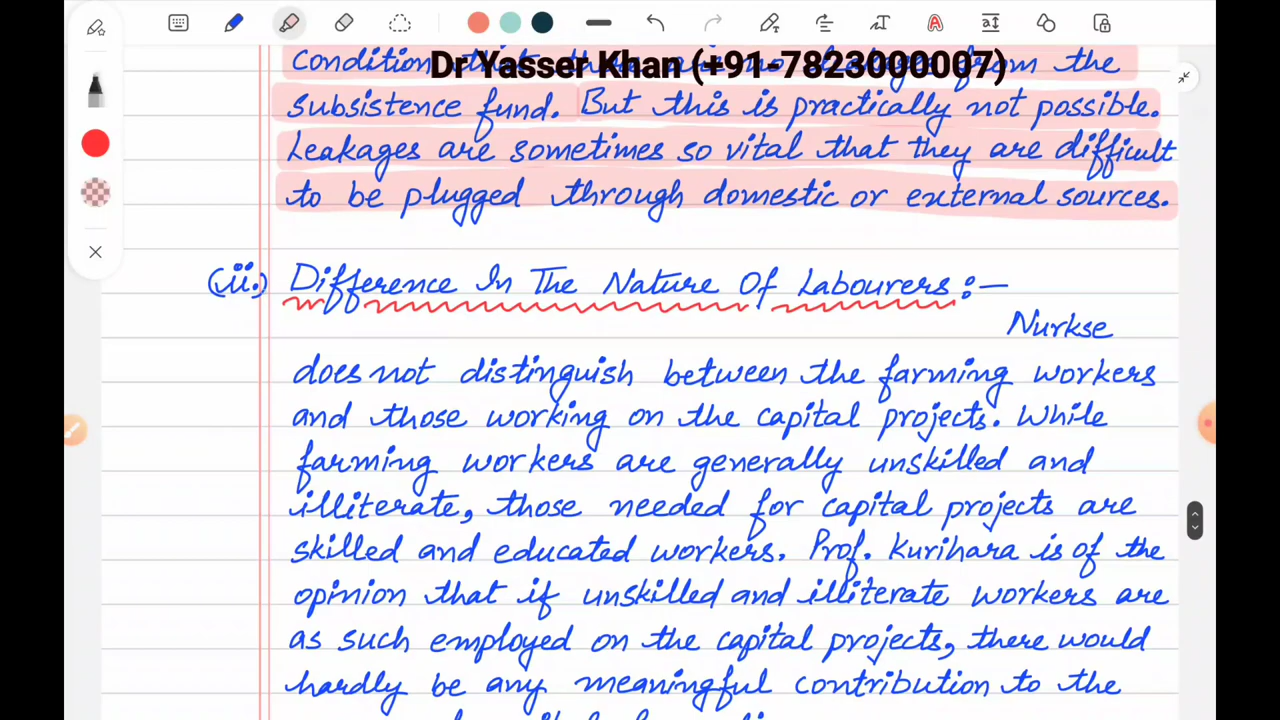 Dr Yasser Khan (+91-7823000007)
Condition that there from the
subsistence fund. But this is practically not possible.
Leakages are sometimes so vital that they are difficult
to be plugged through domestic or external sources.
(ii.) Difference In The Nature Of Labourers :—
Nurkse
does not distinguish between the farming workers
and those working on the capital projects. While
farming workers are generally unskilled and
illiterate, those needed for capital projects are
skilled and educated workers. Prof. Kurihara is of the
opinion that if unskilled and illiterate workers are
as such employed on the capital projects, there would
hardly be any meaningful contribution to the